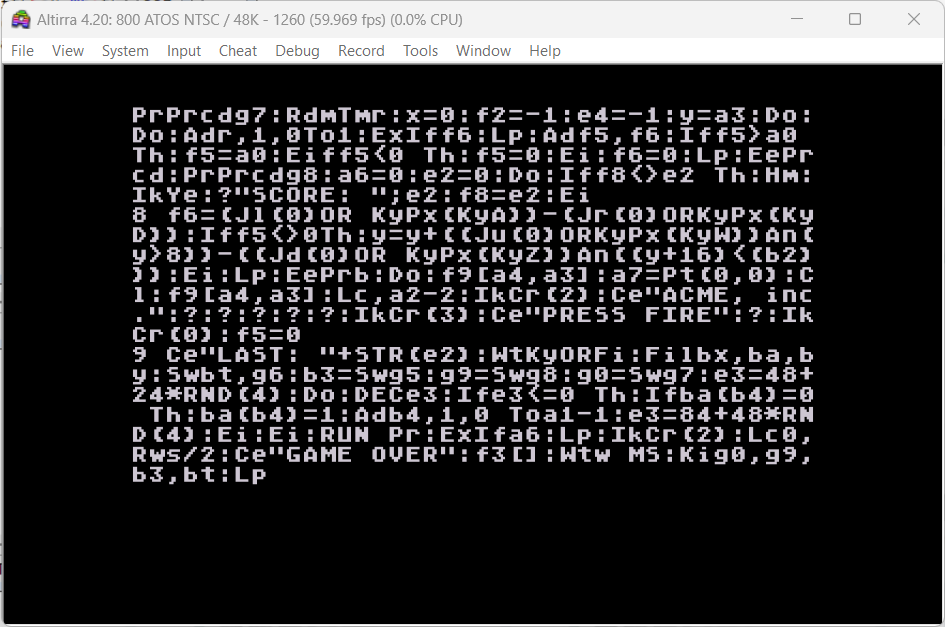 Altirra 4.20: 800 ATOS NTSC / 48K - 1260 (59.969 fps) (0.0% CPU)
File View System Input Cheat Debug Record Tools Window Help
PrPrcdg7:RdmTmr:x=0:f2=-1:e4=-1:y=a3:Do:
Do:Adr,1,0To1:ExIff6:Lp:Adf5,f6:Iff5>a0
Th:f5=a0:Eiff5<0 Th:f5=0:Ei:f6=0:Lp:EePr
cd:PrPrcdg8:a6=0:e2=0:Do:Iff8<>e2 Th:Hm:
IkYe:?"SCORE: ";e2:f8=e2:Ei
8 f6=(Jl(0)OR KyPx(KyA))-(Jr(0)ORKyPx(Ky
D)):Iff5<>0Th:y=y+((Ju(0)ORKyPx(KyW))An(
y>8))-((Jd(0)OR KyPx(KyZ))An((y+16)<(b2)
)):Ei:Lp:EePrb:Do:f9[a4,a3]:a7=Pt(0,0):C
l:f9[a4,a3]:Lc,a2-2:IkCr(2):Ce"ACME, inc
.":?:?:?:?:?:IkCr(3):Ce"PRESS FIRE":?:Ik
Cr(0):f5=0
9 Ce"LAST: "+STR(e2):WtKyORFi:Filbx,ba,b
y:Swbt,g6:b3=Swg5:g9=Swg8:g0=Swg7:e3=48+
24*RND(4):Do:DECe3:Ife3<=0 Th:Ifba(b4)=0
Th:ba(b4)=1:Adb4,1,0 Toa1-1:e3=84+48*RN
D(4):Ei:Ei:RUN Pr:ExIfa6:Lp:IkCr(2):Lc0,
Rws/2:Ce"GAME OVER":f3[]:Wtw MS:Kig0,g9,
b3,bt:Lp